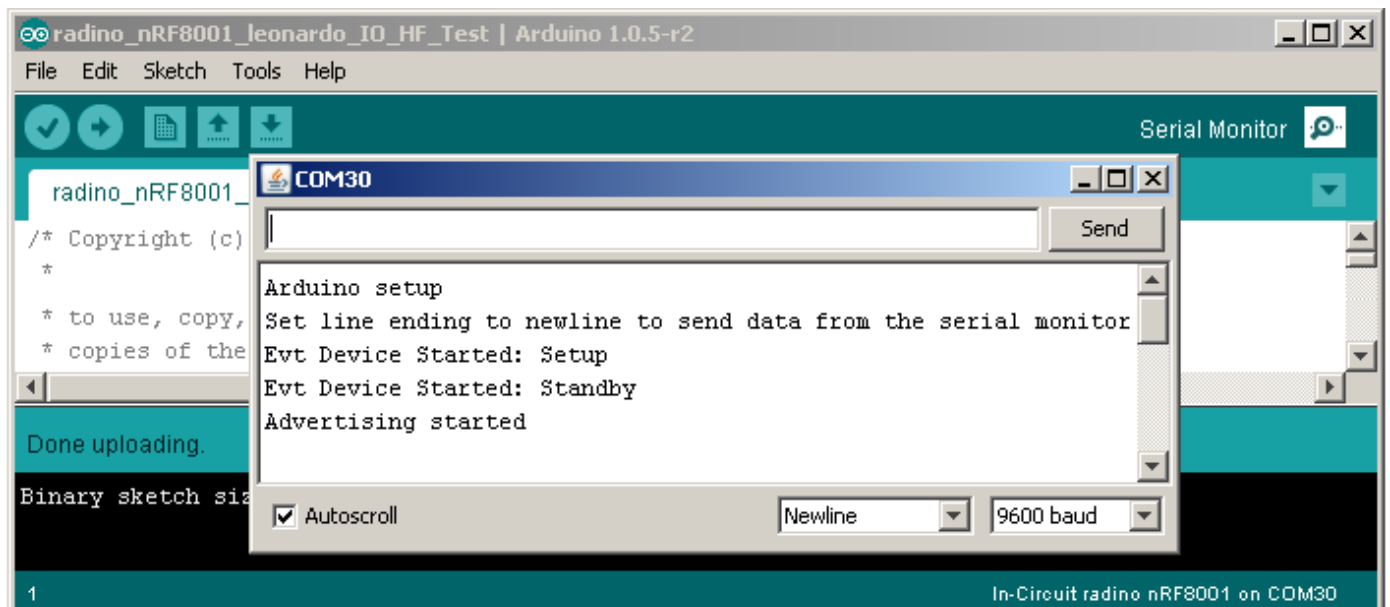 radino_nRF8001_leonardo_IO_HF_Test | Arduino 1.0.5-r2
File Edit Sketch Tools Help
Serial Monitor
radino_nRF8001_
COM30
Send
/* Copyright (c)
*
* to use, copy,
* copies of the
Arduino setup
Set line ending to newline to send data from the serial monitor
Evt Device Started: Setup
Evt Device Started: Standby
Advertising started
Done uploading.
Binary sketch siz
Autoscroll
Newline
9600 baud
1
In-Circuit radino nRF8001 on COM30